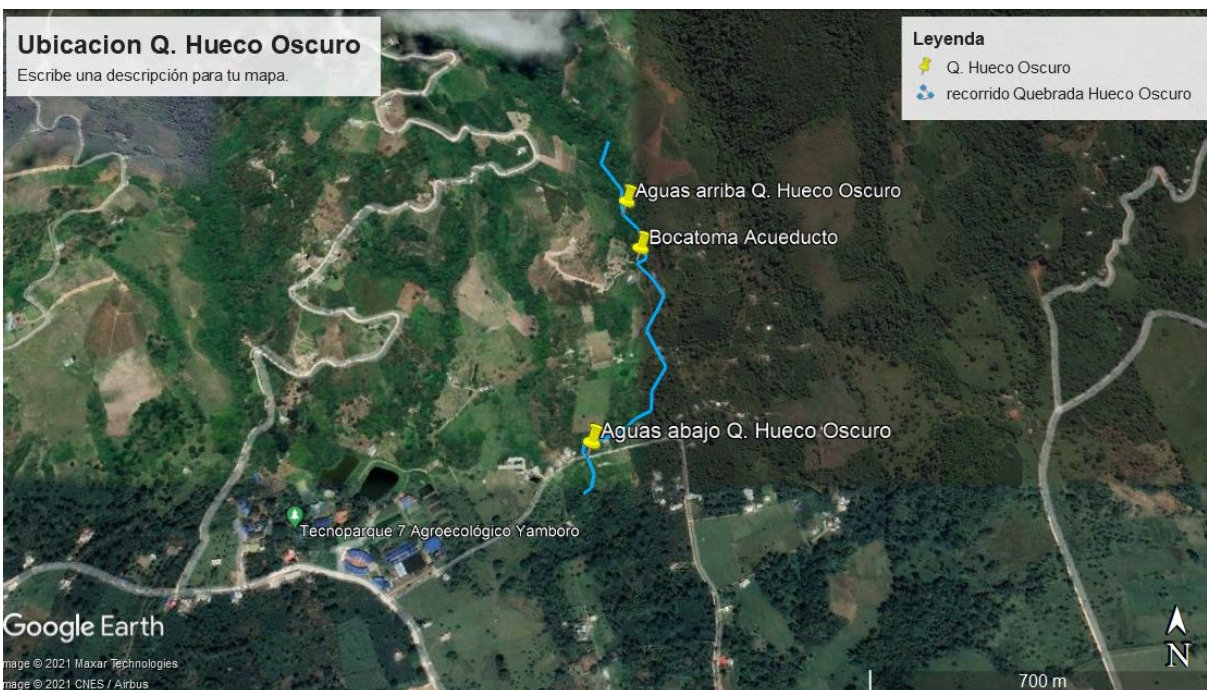 Ubicacion Q. Hueco Oscuro
Escribe una descripción para tu mapa.
Leyenda
Q. Hueco Oscuro
recorrido Quebrada Hueco Oscuro
Aguas arriba Q. Hueco Oscuro
Bocatoma Acueducto
Aguas abajo Q. Hueco Oscuro
Tecnoparque 7 Agroecológico Yamboro
Google Earth
mage © 2021 Maxar Technologies
mage © 2021 CNES / Airbus
N
700 m